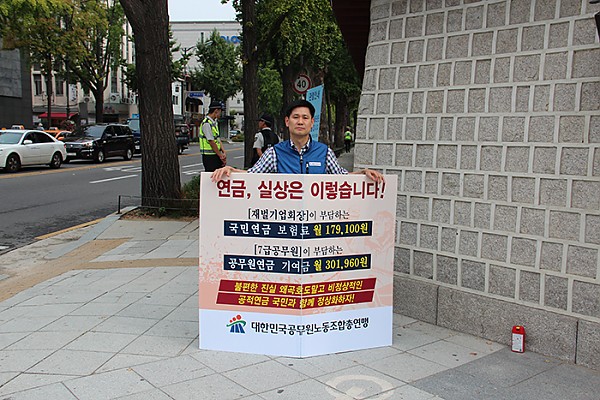 40
연금, 실상은 이렇습니다!
[재벌기업회장]이 부담하는
국민연금 보험료 월 179,100원
[7급공무원]이 부담하는
공무원연금 기여금 월 301,960원
불편한 진실 왜곡호도말고 비정상적인
공적연금 국민과 함께 정상화하자!
대한민국공무원노동조합총연맹